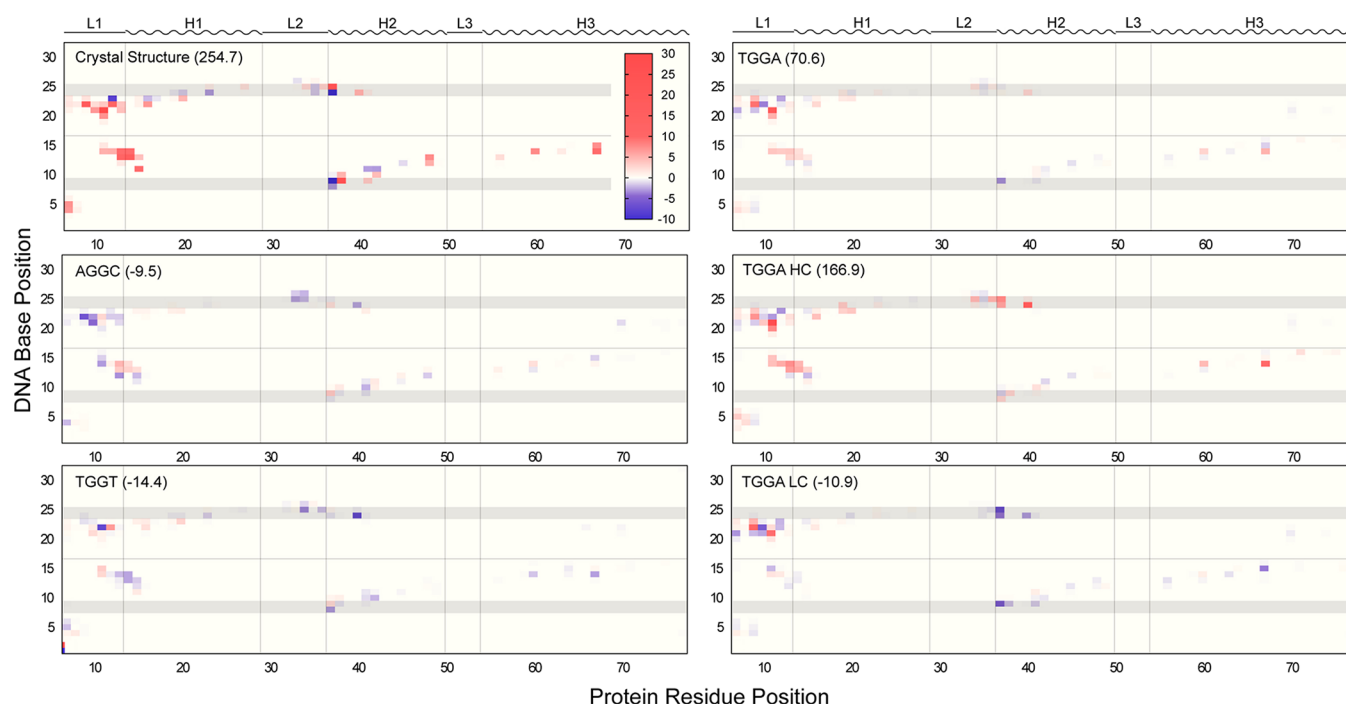 L1 H1 L2 H2 L3 H3
L1 H1 L2 H2 L3 H3
DNA Base Position
Crystal Structure (254.7)
30
25
20
15
10
5
30
25
20
15
10
5
0
-5
-10
10 20 30 40 50 60 70
TGGA (70.6)
30
25
20
15
10
5
10 20 30 40 50 60 70
AGGC (-9.5)
30
25
20
15
10
5
10 20 30 40 50 60 70
TGGA HC (166.9)
30
25
20
15
10
5
10 20 30 40 50 60 70
TGGT (-14.4)
30
25
20
15
10
5
10 20 30 40 50 60 70
TGGA LC (-10.9)
30
25
20
15
10
5
10 20 30 40 50 60 70
Protein Residue Position